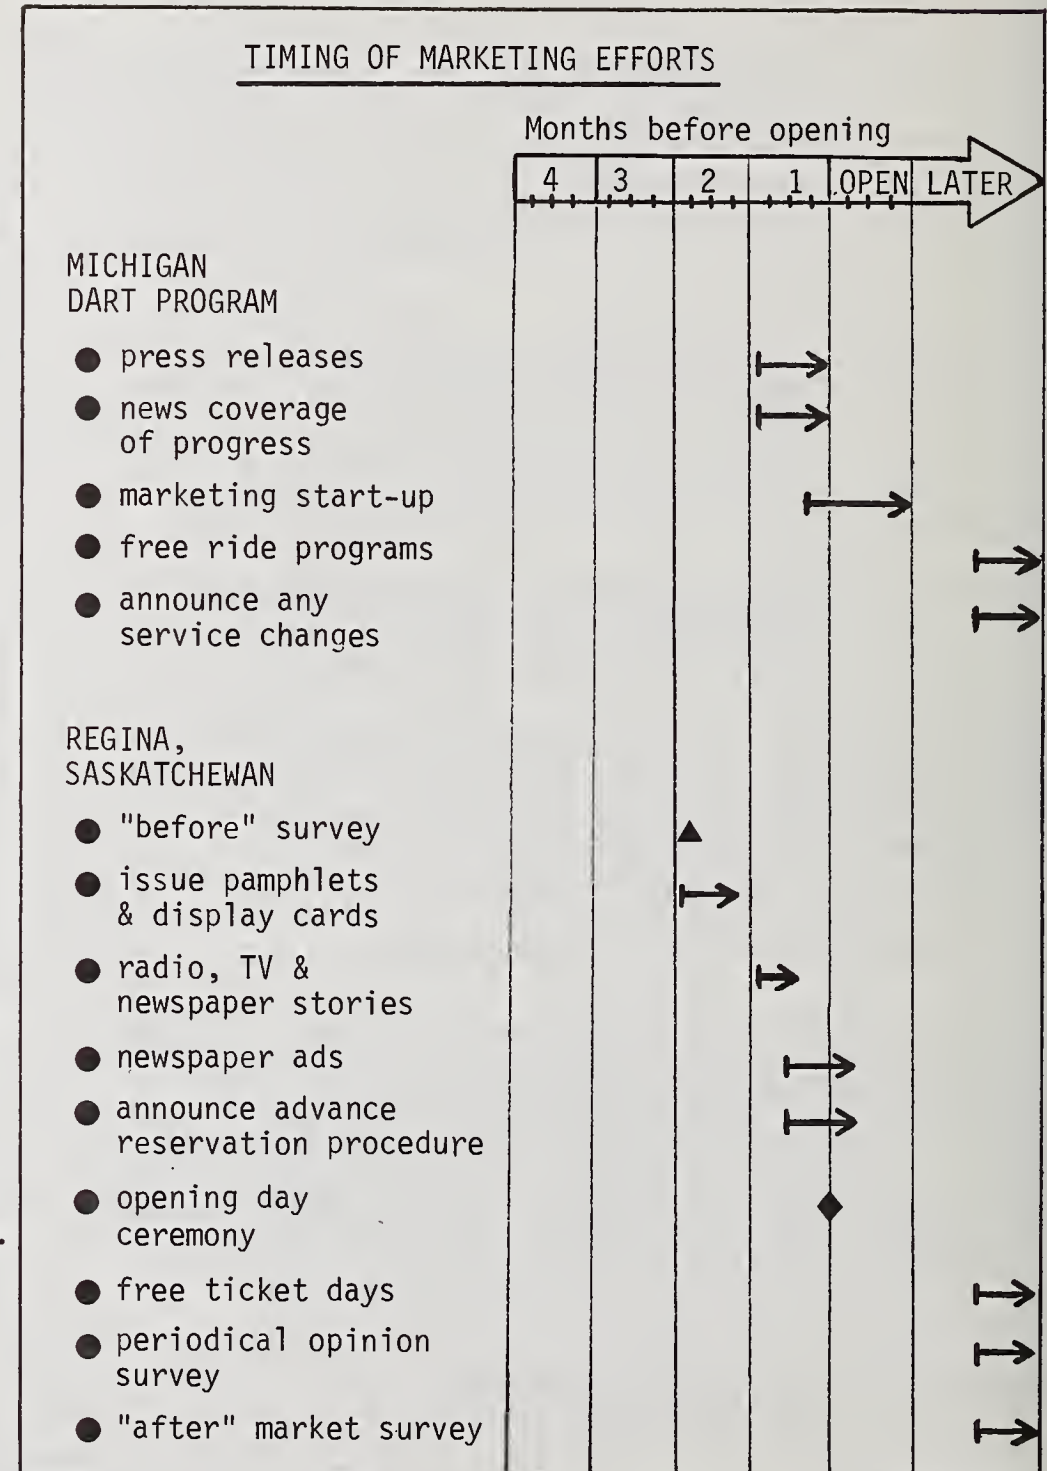 TIMING OF MARKETING EFFORTS
Months before opening
4 3 2 1 OPEN LATER
MICHIGAN
DART PROGRAM
● press releases
● news coverage
of progress
● marketing start-up
● free ride programs
● announce any
service changes
REGINA,
SASKATCHEWAN
● "before" survey
● issue pamphlets
& display cards
● radio, TV &
newspaper stories
● newspaper ads
● announce advance
reservation procedure
● opening day
ceremony
● free ticket days
● periodical opinion
survey
● "after" market survey